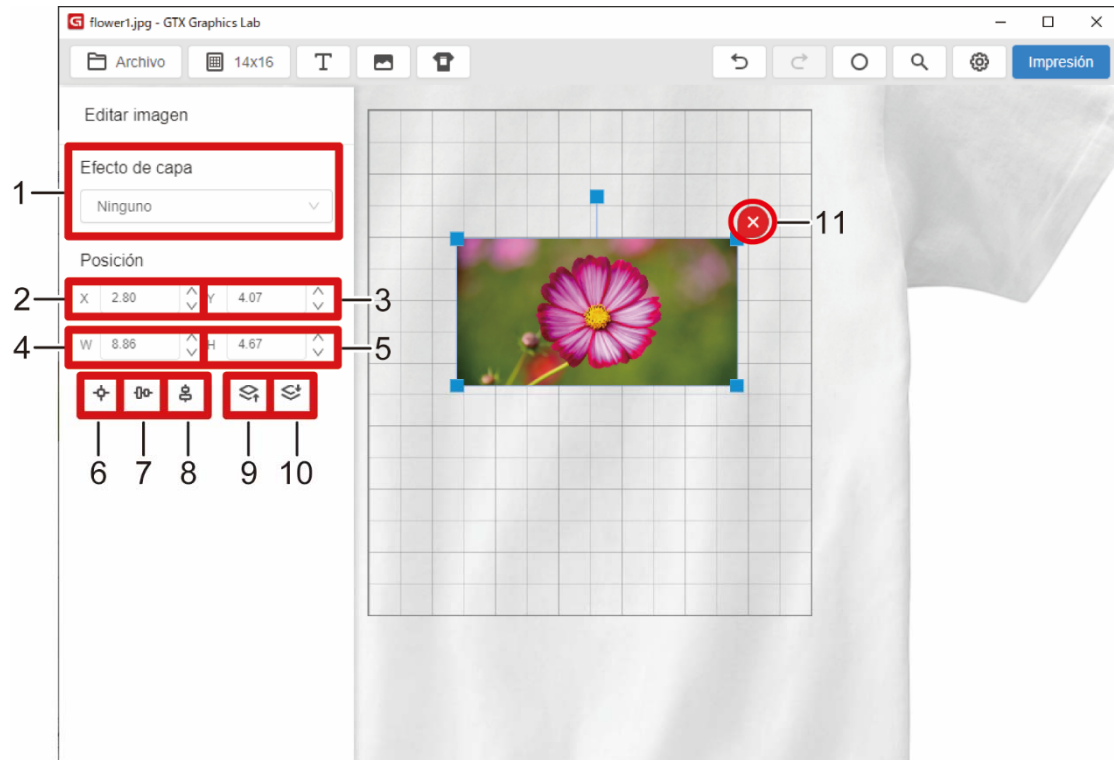 flower1.jpg - GTX Graphics Lab
Archivo 14x16 T Impresión
Editar imagen
Efecto de capa
1
Ninguno
11
Posición
2 X 2.80 Y 4.07 3
4 W 8.86 H 4.67 5
6 7 8 9 10